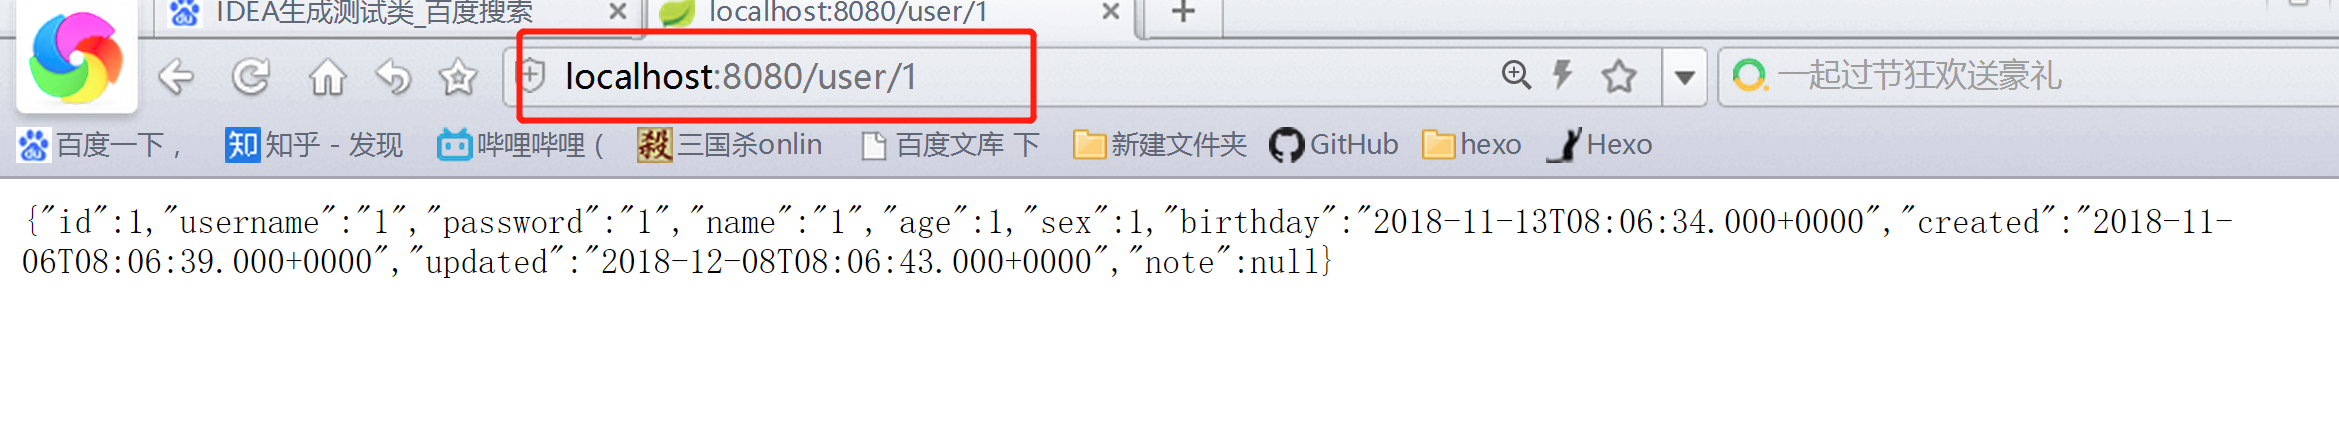 IDEA生成测试类_百度搜索
localhost:8080/user/1
localhost:8080/user/1
一起过节狂欢送豪礼
百度一下，
知 知乎 - 发现
哔哩哔哩 (
殺 三国杀onlin
百度文库 下
新建文件夹
GitHub
hexo
Hexo
{"id":1,"username":"1","password":"1","name":"1","age":1,"sex":1,"birthday":"2018-11-13T08:06:34.000+0000","created":"2018-11-
06T08:06:39.000+0000","updated":"2018-12-08T08:06:43.000+0000","note":null}